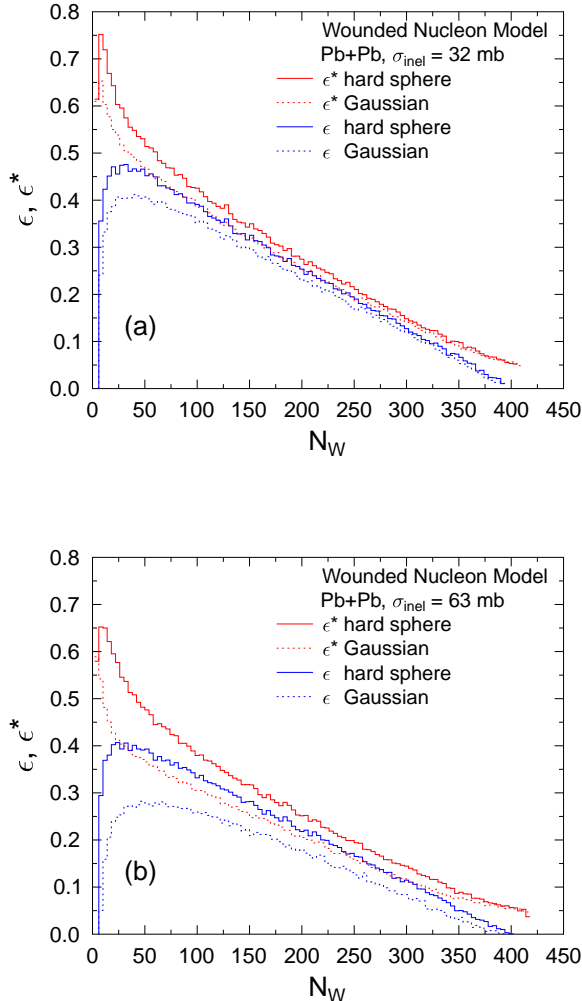 Wounded Nucleon Model
Pb+Pb, σinel = 32 mb
ϵ* hard sphere
ϵ* Gaussian
ϵ hard sphere
ϵ Gaussian
0.8
0.7
0.6
0.5
0.4
0.3
0.2
0.1
0.0
ϵ, ϵ*
(a)
0 50 100 150 200 250 300 350 400 450
NW
Wounded Nucleon Model
Pb+Pb, σinel = 63 mb
ϵ* hard sphere
ϵ* Gaussian
ϵ hard sphere
ϵ Gaussian
0.8
0.7
0.6
0.5
0.4
0.3
0.2
0.1
0.0
ϵ, ϵ*
(b)
0 50 100 150 200 250 300 350 400 450
NW